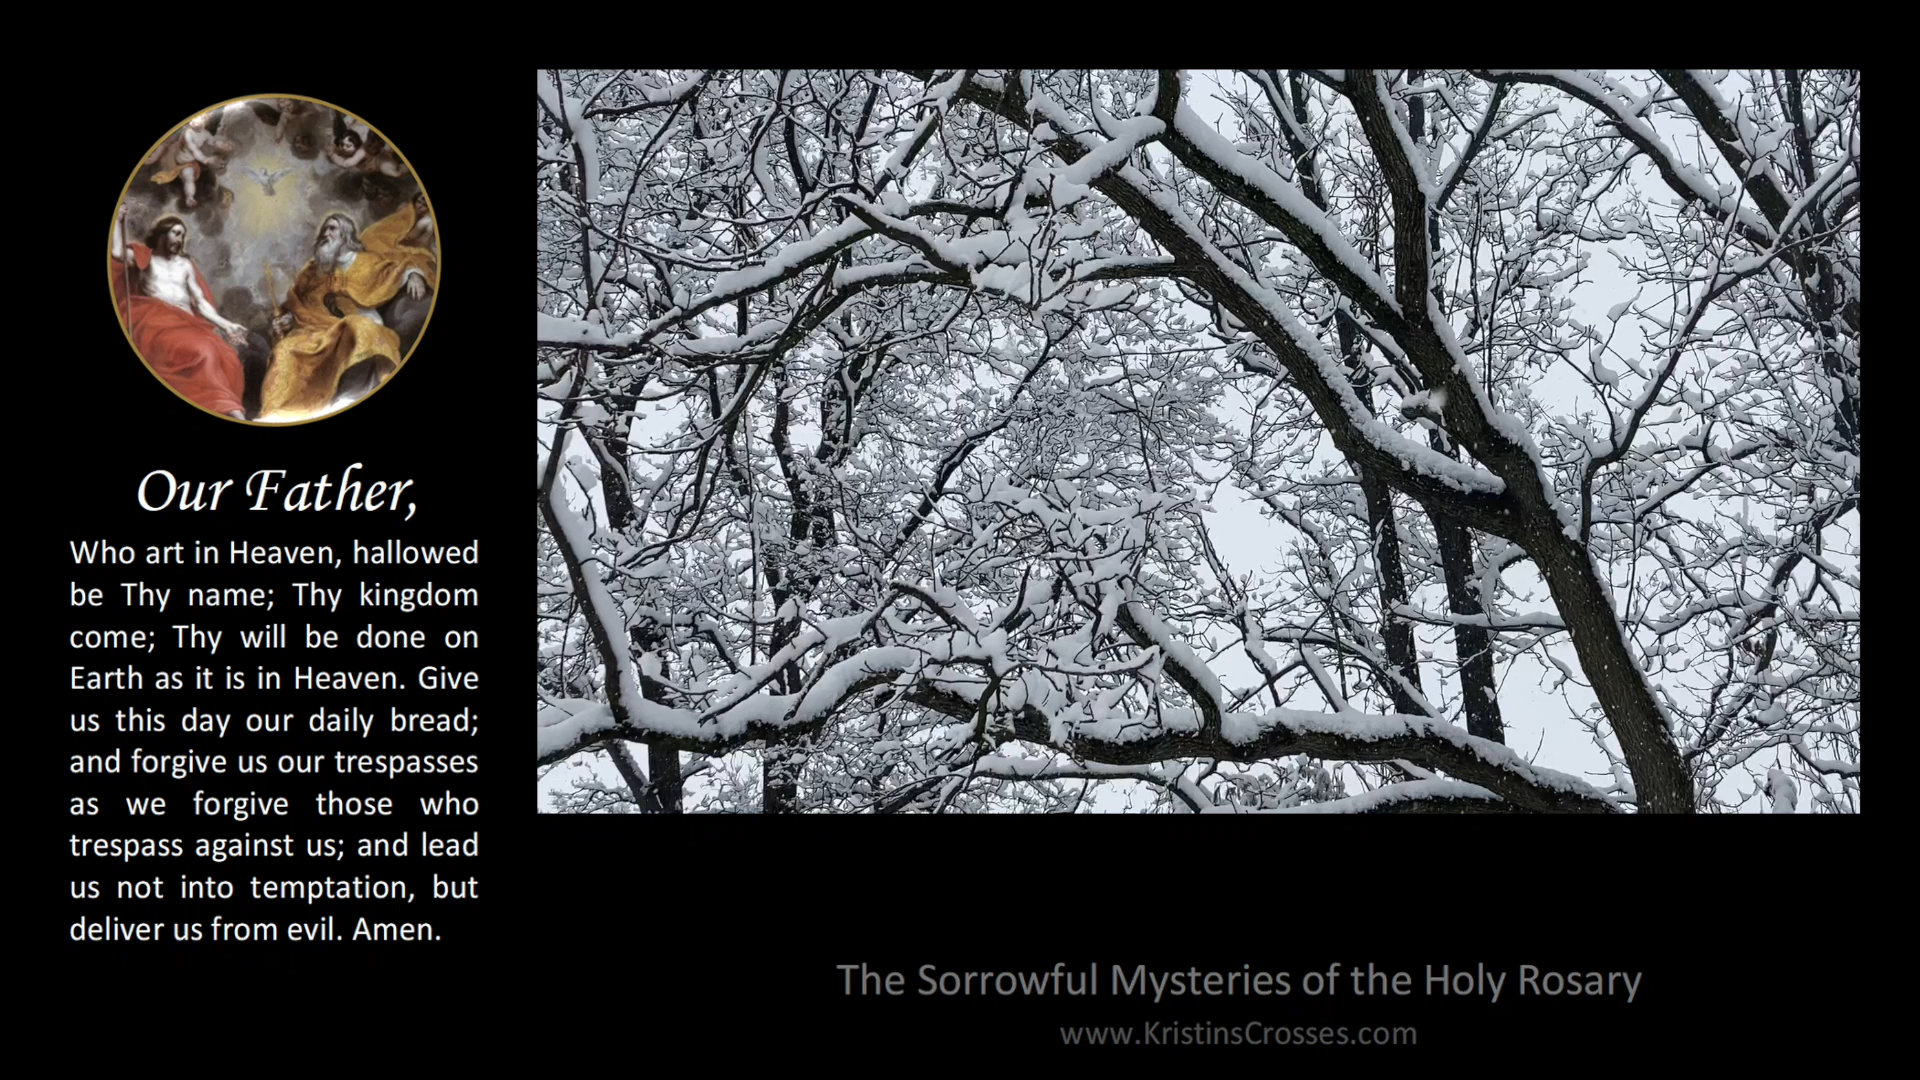 Our Father,
Who art in Heaven, hallowed
be Thy name; Thy kingdom
come; Thy will be done on
Earth as it is in Heaven. Give
us this day our daily bread;
and forgive us our trespasses
as we forgive those who
trespass against us; and lead
us not into temptation, but
deliver us from evil. Amen.
The Sorrowful Mysteries of the Holy Rosary
www.KristinsCrosses.com